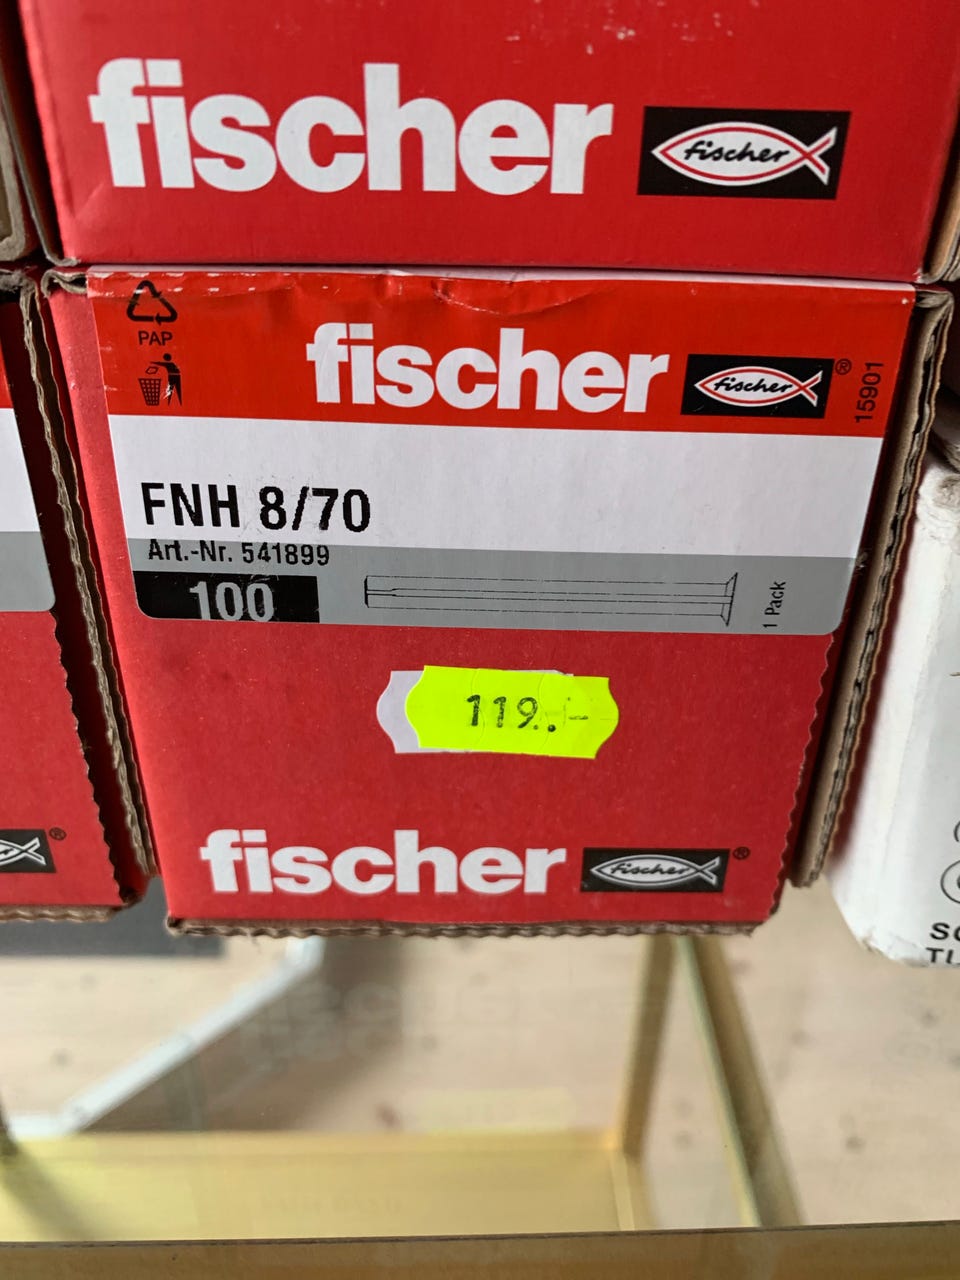 fischer fischer
PAP
fischer fischer®
15901
FNH 8/70
Art.-Nr. 541899
100
1 Pack
119.-
fischer fischer®
®